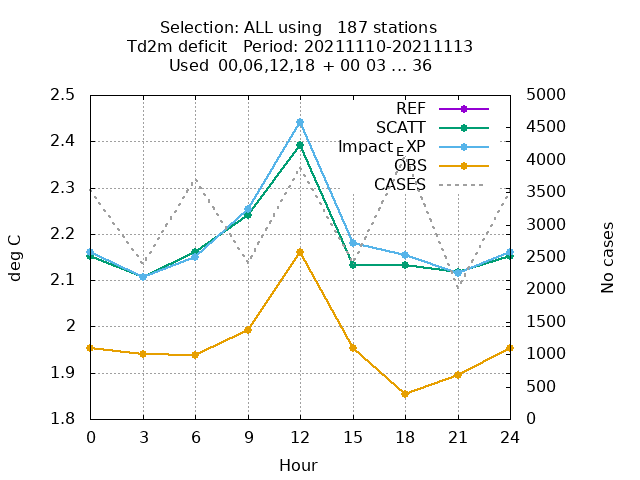 Selection: ALL using   187 stations
Td2m deficit   Period: 20211110-20211113
Used  00,06,12,18 + 00 03 ... 36
2.5
2.4
2.3
2.2
2.1
2
1.9
1.8
5000
4500
4000
3500
3000
2500
2000
1500
1000
500
0
REF
SCATT
Impact_EXP
OBS
CASES
deg C
No cases
0 3 6 9 12 15 18 21 24
Hour